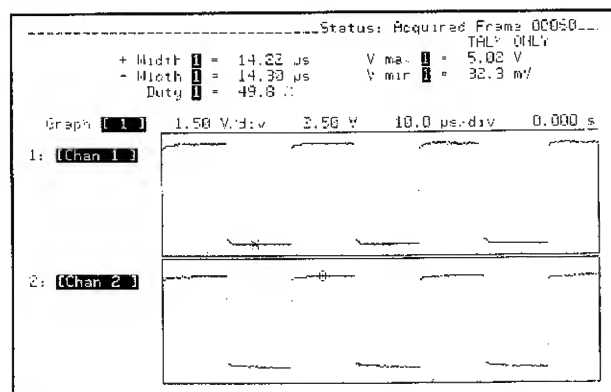 Status: Acquired Frame 00050
TALY ONLY
+ Width 1 = 14.22 µs V max 1 = 5.02 V
- Width 1 = 14.30 µs V min 1 = 32.3 mV
Duty 1 = 49.8 %
Graph [ 1 ] 1.50 V/div 2.50 V 10.0 µs/div 0.000 s
1: [Chan 1 ]
2: [Chan 2 ]